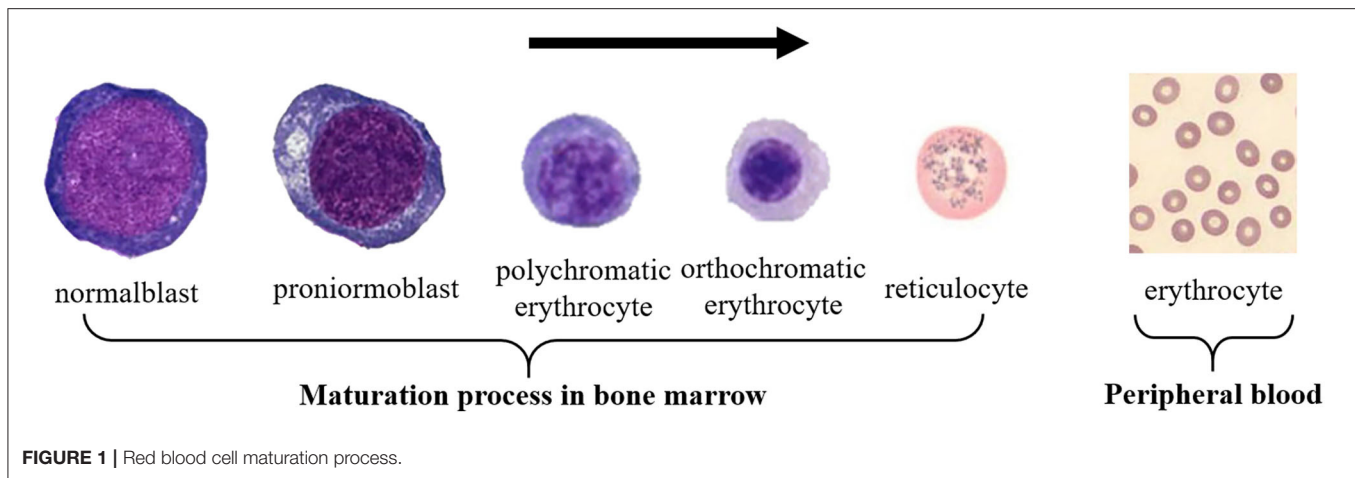 normalblast
proniormoblast
polychromatic
erythrocyte
orthochromatic
erythrocyte
reticulocyte
erythrocyte
Maturation process in bone marrow
Peripheral blood
FIGURE 1 | Red blood cell maturation process.